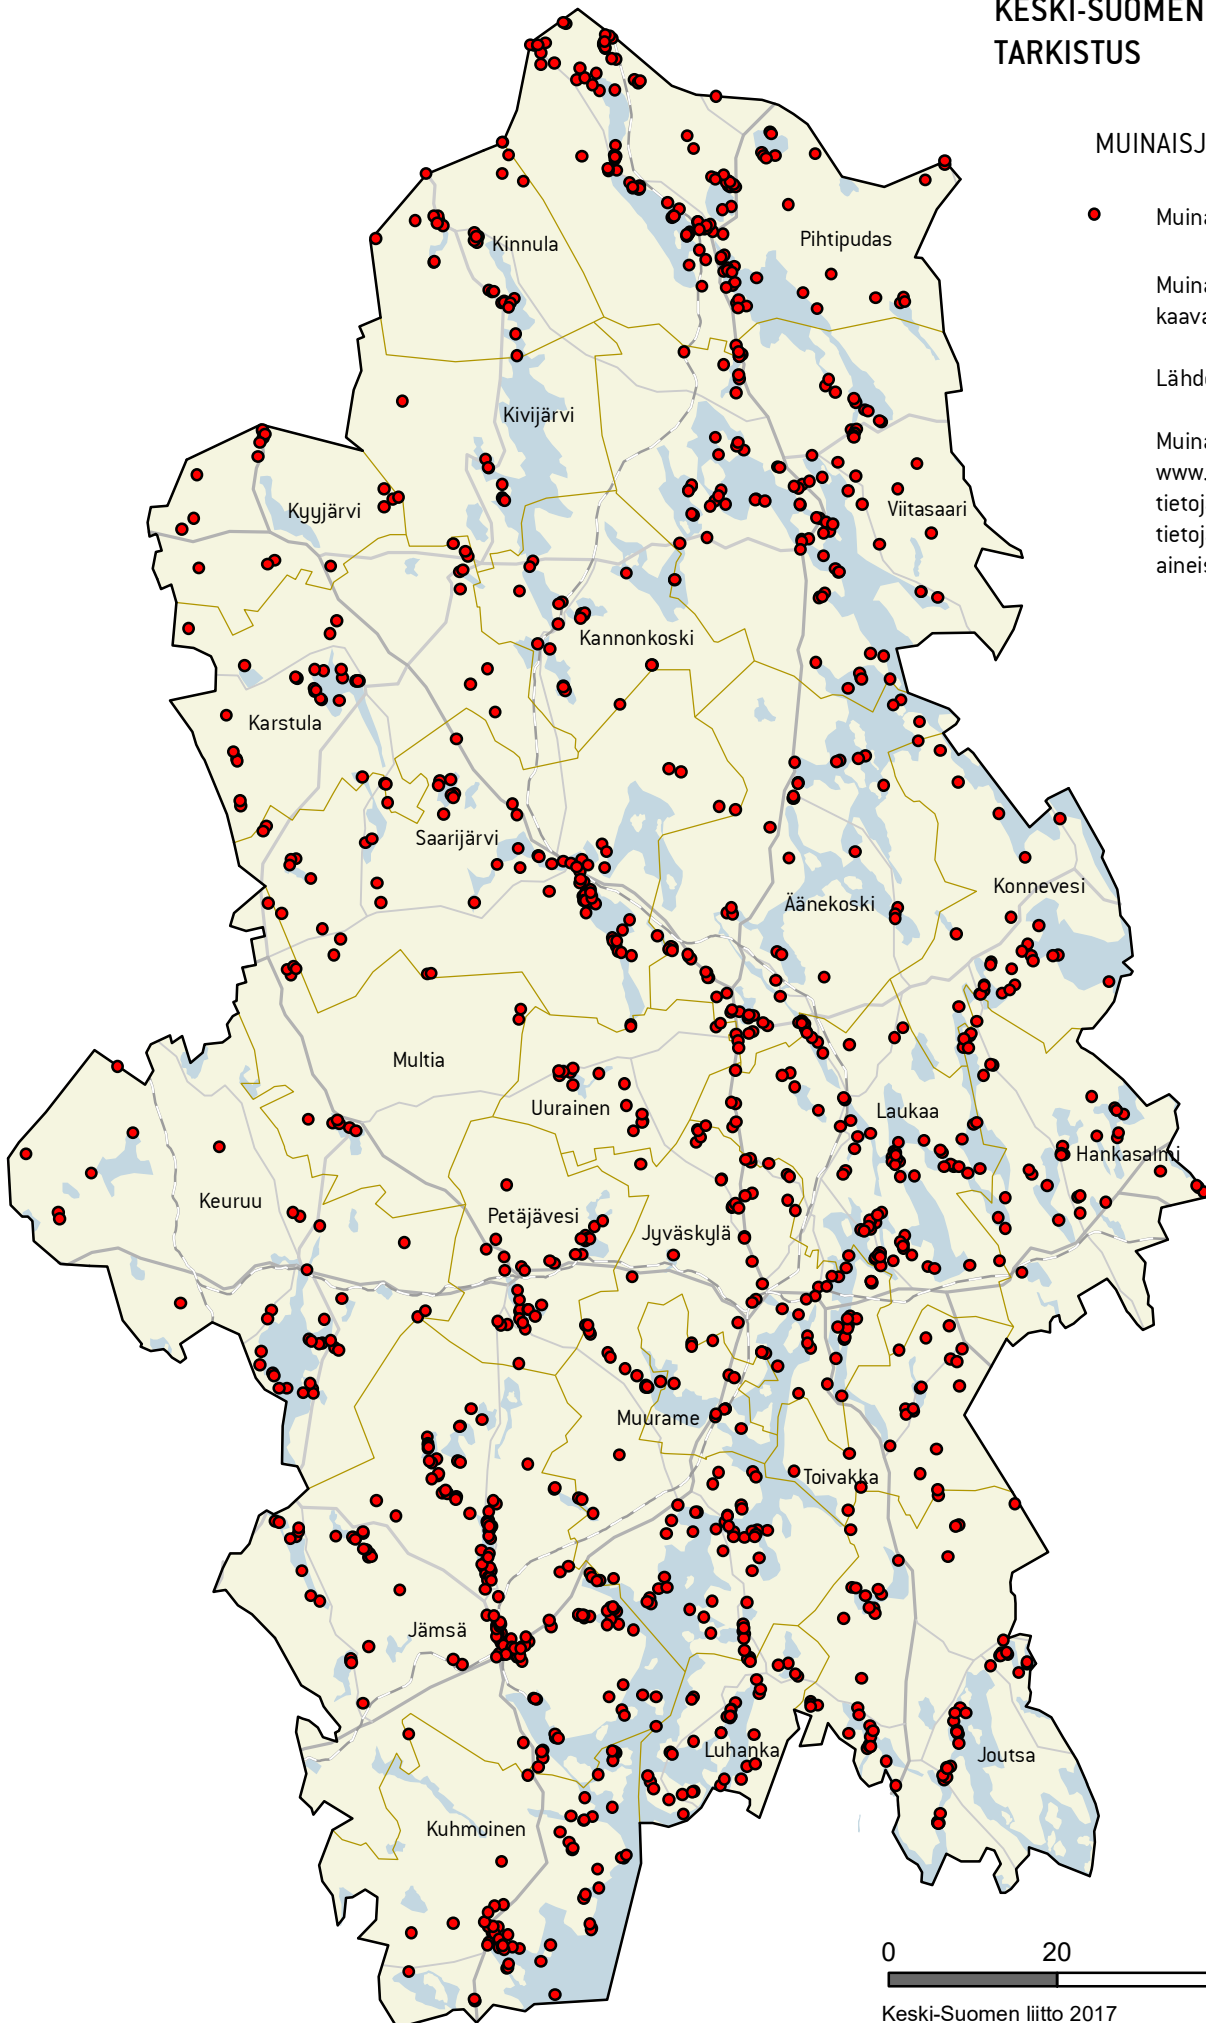 KESKI-SUOMEN
TARKISTUS
MUINAISJ
Muina
Muina
kaava
Lähde
Muina
www.
tietoj
tietoj
aineis
Pihtipudas
Kinnula
Kivijärvi
Kyyjärvi
Viitasaari
Kannonkoski
Karstula
Saarijärvi
Konnevesi
Äänekoski
Multia
Uurainen
Laukaa
Hankasalmi
Keuruu
Petäjävesi
Jyväskylä
Muurame
Toivakka
Jämsä
Luhanka
Joutsa
Kuhmoinen
0 20
Keski-Suomen liitto 2017